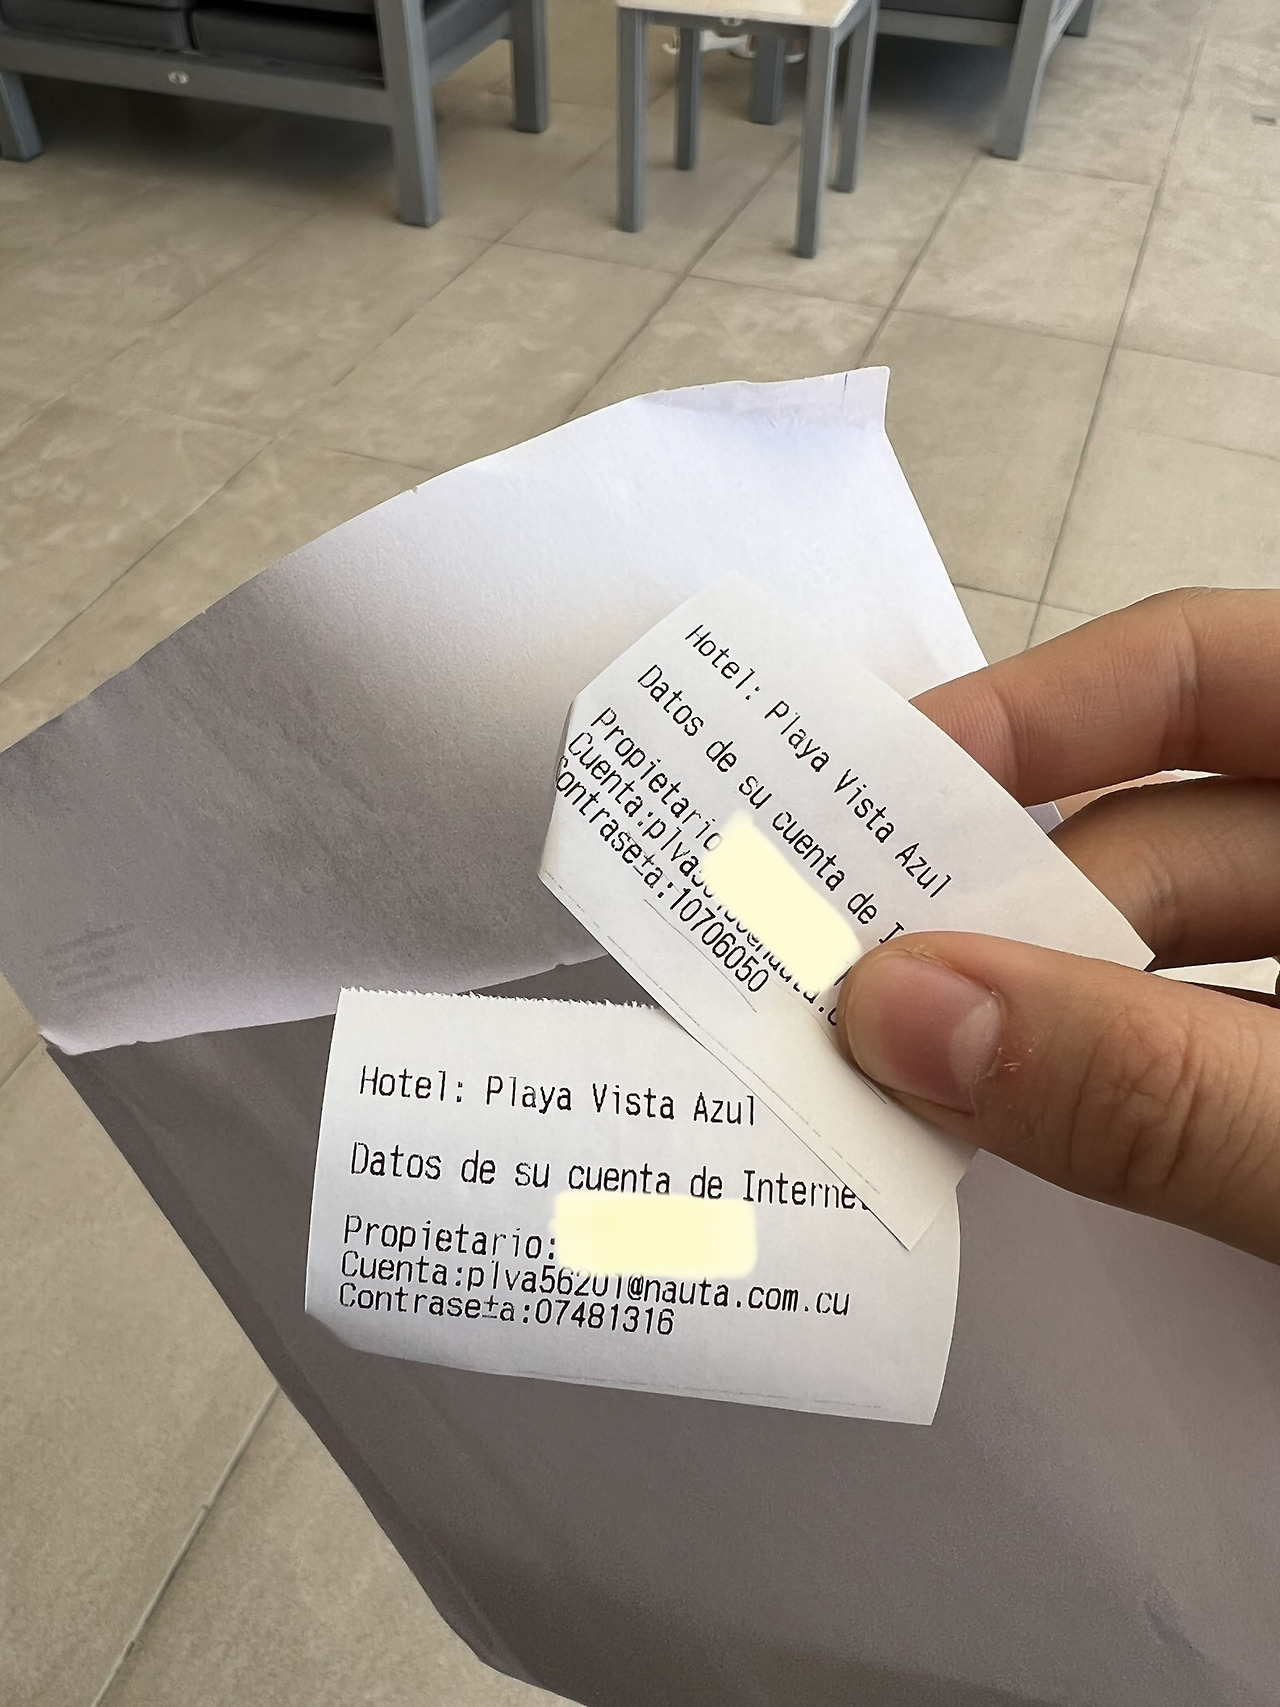 Hotel: Playa Vista Azul
Datos de su cuenta de
Propietario
Contrase±a:10706050
Hotel: Playa Vista Azul
Datos de su cuenta de Internet
Propietario:
Cuenta:plva56201@nauta.com.cu
Contrase±a:07481316